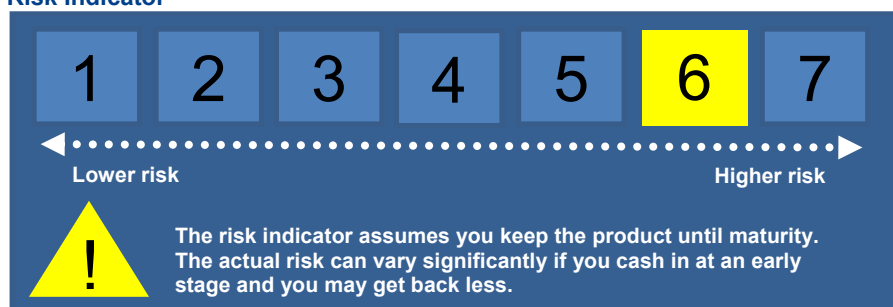 Risk Indicator
1 2 3 4 5 6 7
Lower risk Higher risk
!
The risk indicator assumes you keep the product until maturity.
The actual risk can vary significantly if you cash in at an early
stage and you may get back less.